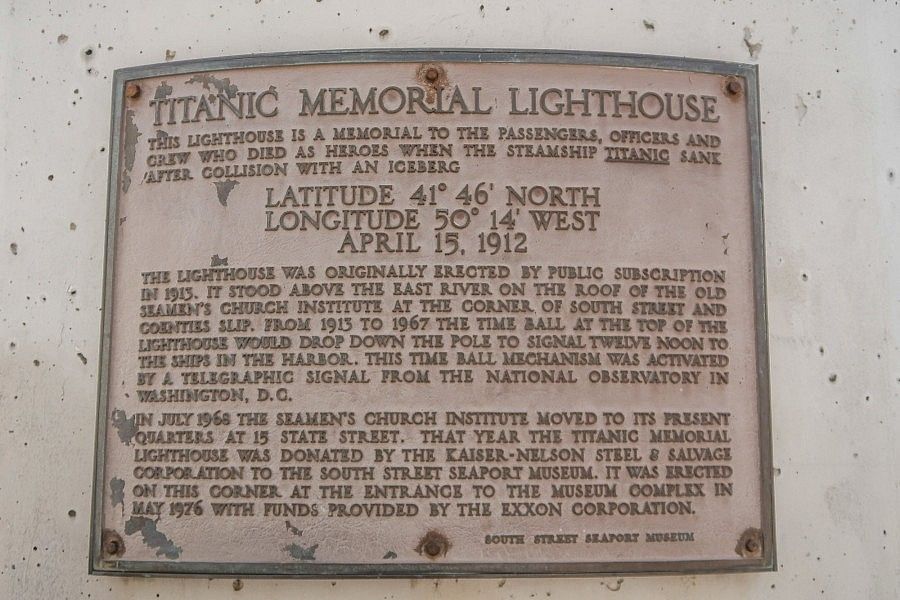 TITANIC MEMORIAL LIGHTHOUSE
THIS LIGHTHOUSE IS A MEMORIAL TO THE PASSENGERS, OFFICERS AND
CREW WHO DIED AS HEROES WHEN THE STEAMSHIP TITANIC SANK
AFTER COLLISION WITH AN ICEBERG
LATITUDE 41° 46' NORTH
LONGITUDE 50° 14' WEST
APRIL 15, 1912
THE LIGHTHOUSE WAS ORIGINALLY ERECTED BY PUBLIC SUBSCRIPTION
IN 1913. IT STOOD ABOVE THE EAST RIVER ON THE ROOF OF THE OLD
SEAMEN'S CHURCH INSTITUTE AT THE CORNER OF SOUTH STREET AND
COENTIES SLIP. FROM 1913 TO 1967 THE TIME BALL AT THE TOP OF THE
LIGHTHOUSE WOULD DROP DOWN THE POLE TO SIGNAL TWELVE NOON TO
THE SHIPS IN THE HARBOR. THIS TIME BALL MECHANISM WAS ACTIVATED
BY A TELEGRAPHIC SIGNAL FROM THE NATIONAL OBSERVATORY IN
WASHINGTON, D.C.
IN JULY 1968 THE SEAMEN'S CHURCH INSTITUTE MOVED TO ITS PRESENT
QUARTERS AT 15 STATE STREET. THAT YEAR THE TITANIC MEMORIAL
LIGHTHOUSE WAS DONATED BY THE KAISER-NELSON STEEL & SALVAGE
CORPORATION TO THE SOUTH STREET SEAPORT MUSEUM. IT WAS ERECTED
ON THIS CORNER AT THE ENTRANCE TO THE MUSEUM COMPLEX IN
MAY 1976 WITH FUNDS PROVIDED BY THE EXXON CORPORATION.
SOUTH STREET SEAPORT MUSEUM